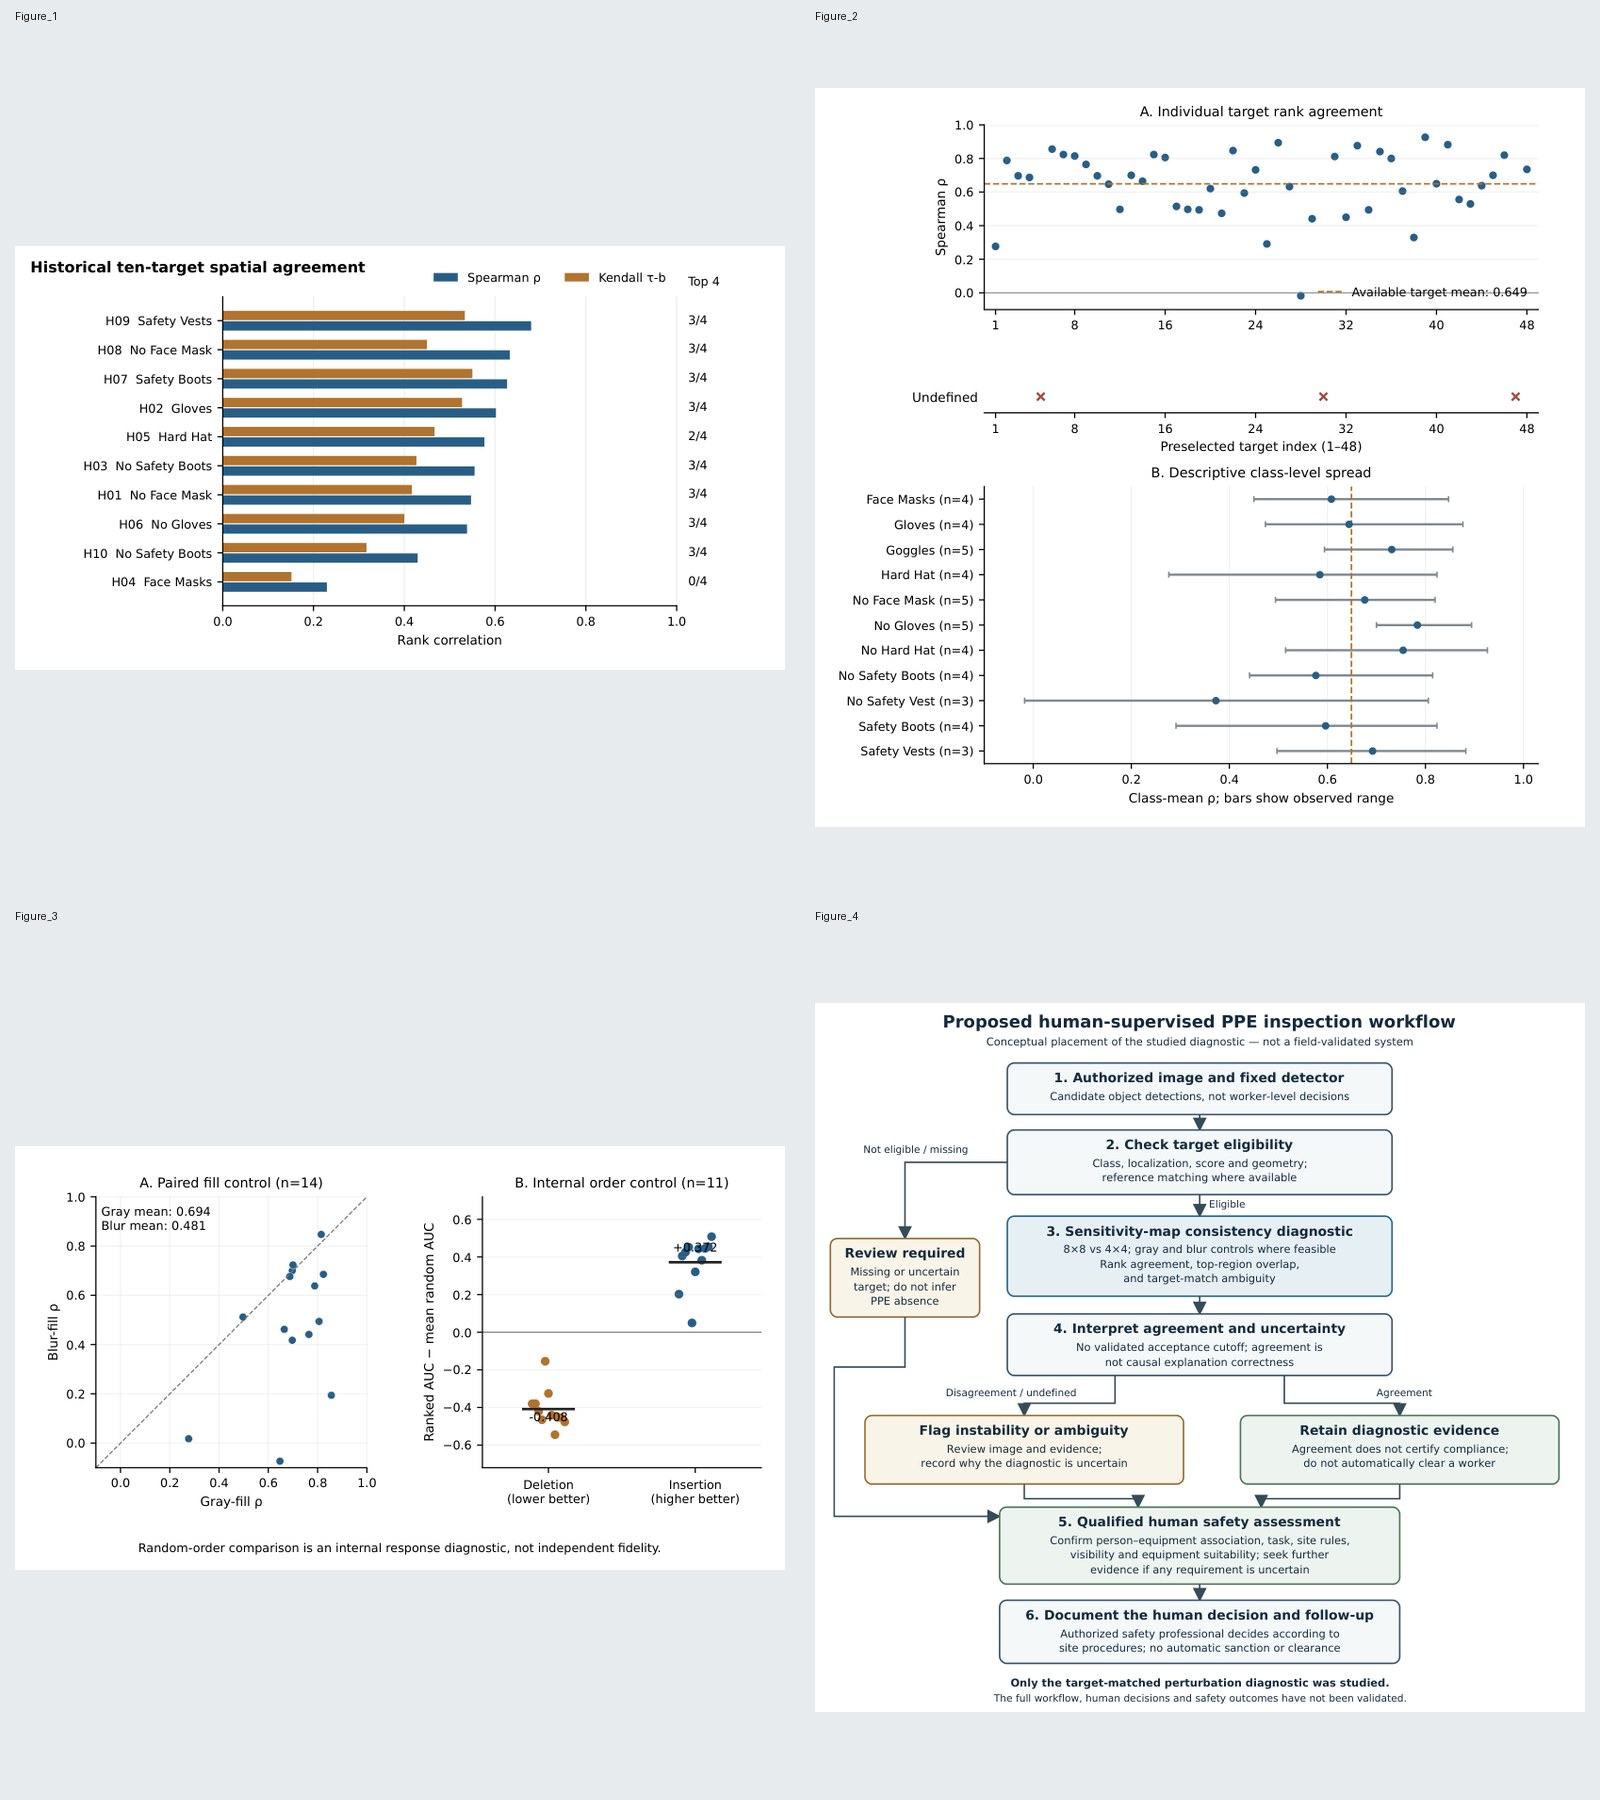 Figure_1
Historical ten-target spatial agreement
Spearman ρ
Kendall τ-b
Top 4
H09 Safety Vests
3/4
H08 No Face Mask
3/4
H07 Safety Boots
3/4
H02 Gloves
3/4
H05 Hard Hat
2/4
H03 No Safety Boots
3/4
H01 No Face Mask
3/4
H06 No Gloves
3/4
H10 No Safety Boots
3/4
H04 Face Masks
0/4
0.0 0.2 0.4 0.6 0.8 1.0
Rank correlation
Figure_2
A. Individual target rank agreement
1.0
0.8
0.6
0.4
0.2
0.0
Spearman ρ
Available target mean: 0.649
1 8 16 24 32 40 48
Undefined
1 8 16 24 32 40 48
Preselected target index (1–48)
B. Descriptive class-level spread
Face Masks (n=4)
Gloves (n=4)
Goggles (n=5)
Hard Hat (n=4)
No Face Mask (n=5)
No Gloves (n=5)
No Hard Hat (n=4)
No Safety Boots (n=4)
No Safety Vest (n=3)
Safety Boots (n=4)
Safety Vests (n=3)
0.0 0.2 0.4 0.6 0.8 1.0
Class-mean ρ; bars show observed range
Figure_3
A. Paired fill control (n=14)
Gray mean: 0.694
Blur mean: 0.481
1.0
0.8
0.6
0.4
0.2
0.0
Blur-fill ρ
0.0 0.2 0.4 0.6 0.8 1.0
Gray-fill ρ
B. Internal order control (n=11)
0.6
0.4
0.2
0.0
−0.2
−0.4
−0.6
Ranked AUC − mean random AUC
+0.372
-0.408
Deletion
(lower better)
Insertion
(higher better)
Random-order comparison is an internal response diagnostic, not independent fidelity.
Figure_4
Proposed human-supervised PPE inspection workflow
Conceptual placement of the studied diagnostic — not a field-validated system
1. Authorized image and fixed detector
Candidate object detections, not worker-level decisions
2. Check target eligibility
Class, localization, score and geometry;
reference matching where available
Not eligible / missing
Eligible
Review required
Missing or uncertain
target; do not infer
PPE absence
3. Sensitivity-map consistency diagnostic
8×8 vs 4×4; gray and blur controls where feasible
Rank agreement, top-region overlap,
and target-match ambiguity
4. Interpret agreement and uncertainty
No validated acceptance cutoff; agreement is
not causal explanation correctness
Disagreement / undefined
Agreement
Flag instability or ambiguity
Review image and evidence;
record why the diagnostic is uncertain
Retain diagnostic evidence
Agreement does not certify compliance;
do not automatically clear a worker
5. Qualified human safety assessment
Confirm person–equipment association, task, site rules,
visibility and equipment suitability; seek further
evidence if any requirement is uncertain
6. Document the human decision and follow-up
Authorized safety professional decides according to
site procedures; no automatic sanction or clearance
Only the target-matched perturbation diagnostic was studied.
The full workflow, human decisions and safety outcomes have not been validated.